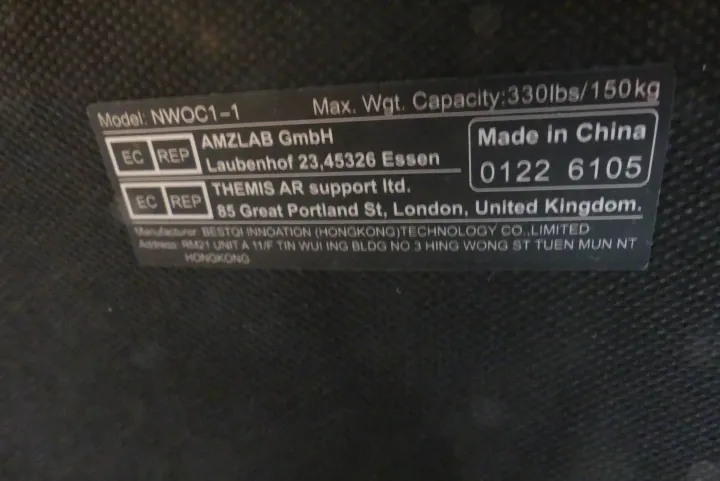 Model: NWOC1-1 Max. Wgt. Capacity:330lbs/150kg
EC REP AMZLAB GmbH
Laubenhof 23,45326 Essen
Made in China
0122 6105
EC REP THEMIS AR support ltd.
85 Great Portland St, London, United Kingdom.
Manufacturer: BESTQI INNOATION (HONGKONG)TECHNOLOGY CO.,LIMITED
Address: RM21 UNIT A 11/F TIN WUI ING BLDG NO 3 HING WONG ST TUEN MUN NT
HONGKONG